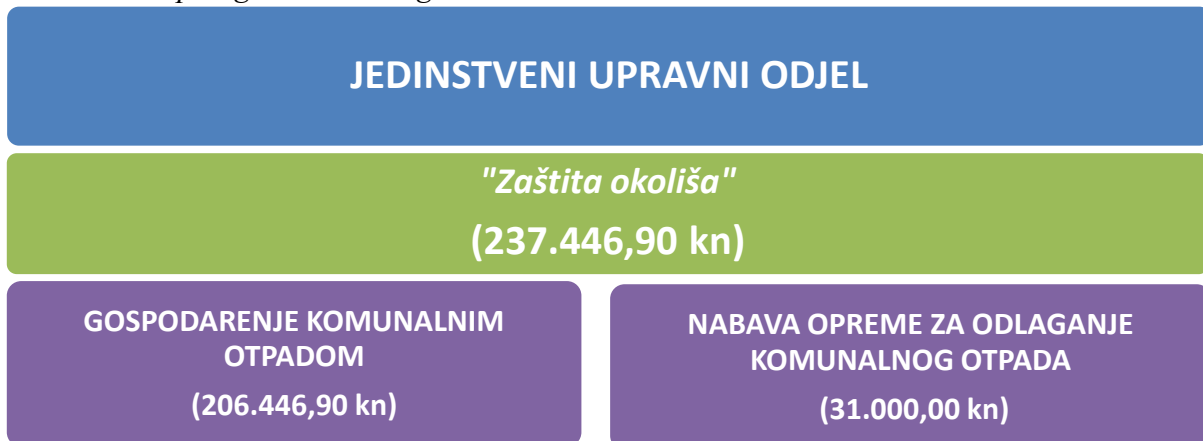 JEDINSTVENI UPRAVNI ODJEL
"Zaštita okoliša"
(237.446,90 kn)
GOSPODARENJE KOMUNALNIM
OTPADOM
(206.446,90 kn)
NABAVA OPREME ZA ODLAGANJE
KOMUNALNOG OTPADA
(31.000,00 kn)